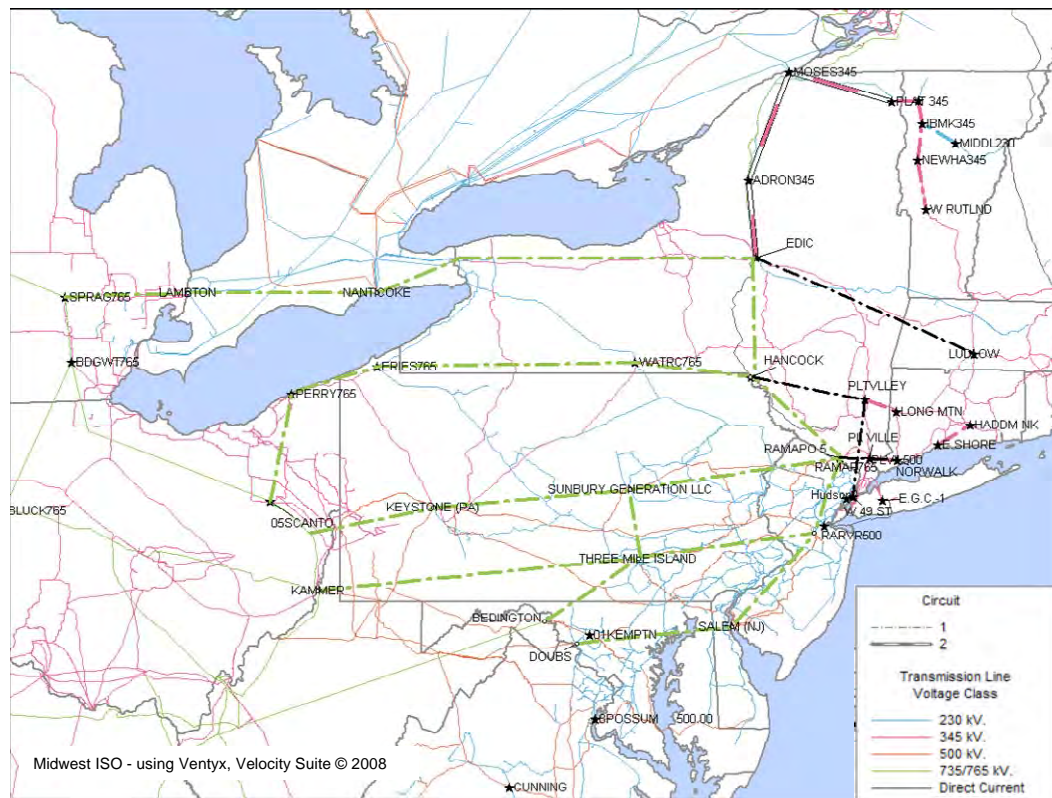 MOSES345
PLAT 345
IBMK345
MIDDL230
NEWHA345
ADRON345
W RUTLND
EDIC
SPRAG765
LAMBTON
NANTICOKE
BDGWT765
ERIES765
WATRC765
HANCOCK
LUDLOW
PERRY765
PLTVLLEY
LONG MTN
HADDM NK
PL VILLE
E SHORE
RAMAPO 5
RAMAP765
NORWALK
SUNBURY GENERATION LLC
KEYSTONE (PA)
Hudson
E.G.C.-1
W 49 ST
BLUCK765
05SCANTO
RARVR500
THREE MILE ISLAND
KAMMER
BEDINGTON
SALEM (NJ)
01KEMPTN
DOUBS
8POSSUM 500.00
CUNNING
Midwest ISO - using Ventyx, Velocity Suite © 2008
Circuit
1
2
Transmission Line
Voltage Class
230 kV.
345 kV.
500 kV.
735/765 kV.
Direct Current